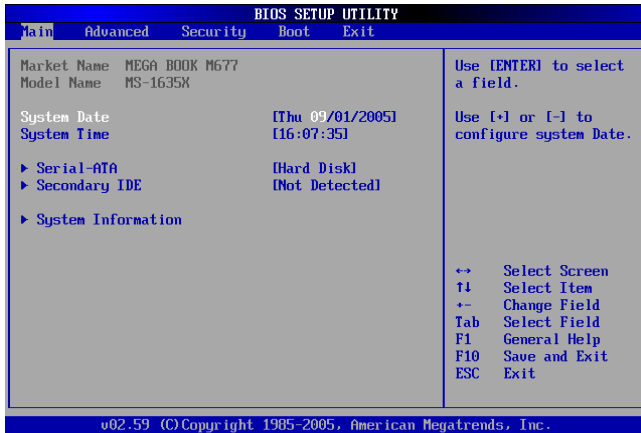 BIOS SETUP UTILITY
Main Advanced Security Boot Exit
Market Name MEGA BOOK M677
Model Name MS-1635X
System Date [Thu 09/01/2005]
System Time [16:07:35]
▶ Serial-ATA [Hard Disk]
▶ Secondary IDE [Not Detected]
▶ System Information
Use [ENTER] to select
a field.
Use [+] or [-] to
configure system Date.
↔ Select Screen
↑↓ Select Item
+- Change Field
Tab Select Field
F1 General Help
F10 Save and Exit
ESC Exit
v02.59 (C)Copyright 1985-2005, American Megatrends, Inc.